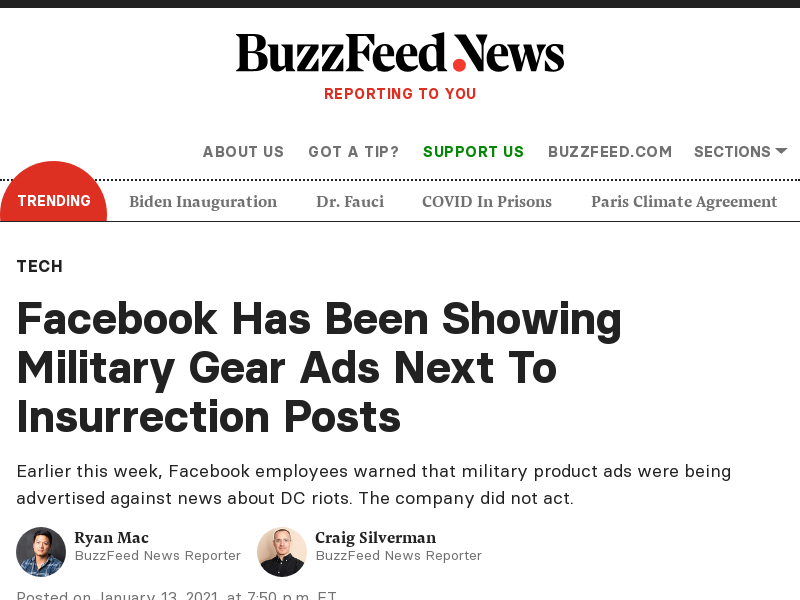 BuzzFeed News
REPORTING TO YOU
ABOUT US GOT A TIP? SUPPORT US BUZZFEED.COM SECTIONS
TRENDING Biden Inauguration Dr. Fauci COVID In Prisons Paris Climate Agreement
TECH
Facebook Has Been Showing
Military Gear Ads Next To
Insurrection Posts
Earlier this week, Facebook employees warned that military product ads were being
advertised against news about DC riots. The company did not act.
Ryan Mac Craig Silverman
BuzzFeed News Reporter BuzzFeed News Reporter
Posted on January 13, 2021, at 7:50 p.m. ET